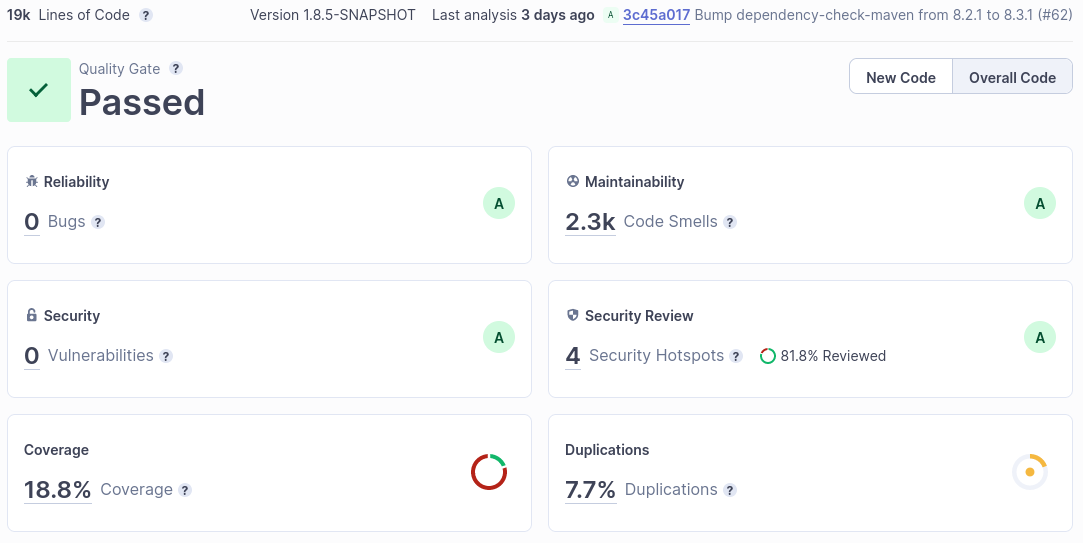 19k Lines of Code ? Version 1.8.5-SNAPSHOT Last analysis 3 days ago A 3c45a017 Bump dependency-check-maven from 8.2.1 to 8.3.1 (#62)
Quality Gate ?
Passed
New Code Overall Code
Reliability
0 Bugs ?
A
Maintainability
2.3k Code Smells ?
A
Security
0 Vulnerabilities ?
A
Security Review
4 Security Hotspots ? 81.8% Reviewed
A
Coverage
18.8% Coverage ?
Duplications
7.7% Duplications ?